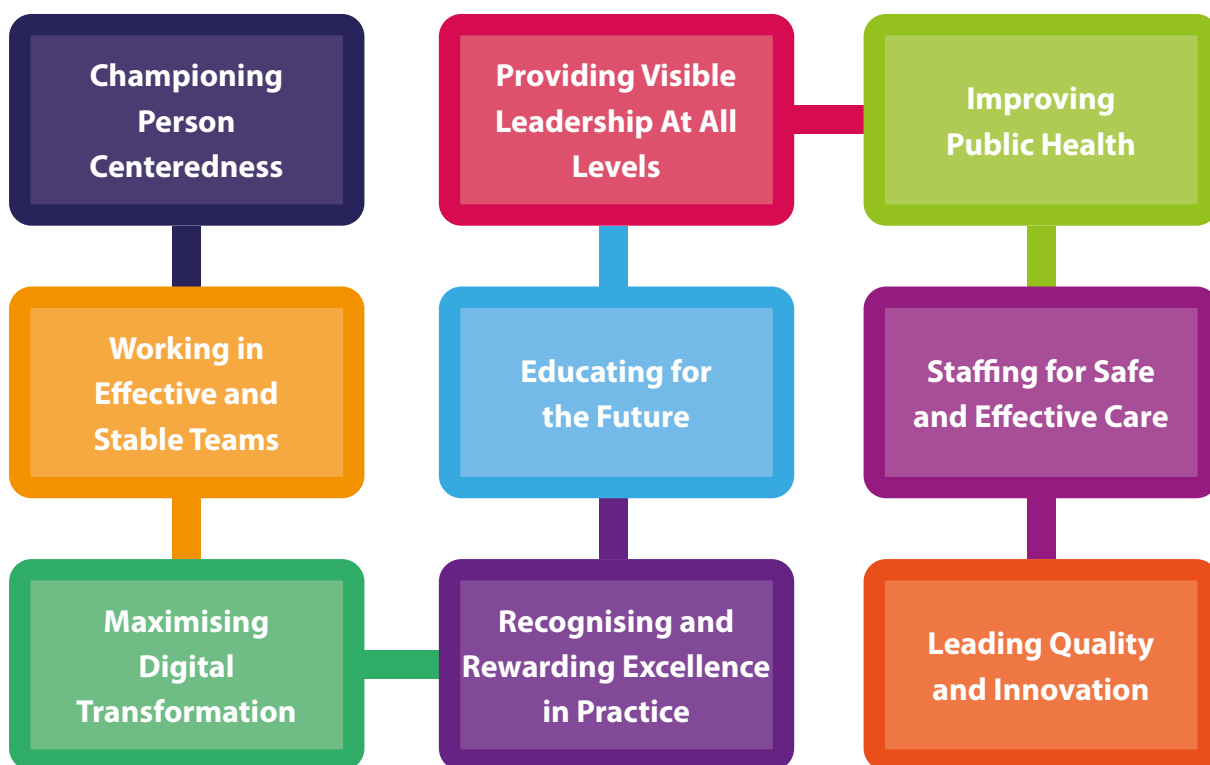 Championing
Person
Centeredness
Working in
Effective and
Stable Teams
Maximising
Digital
Transformation
Recognising and
Rewarding Excellence
in Practice
Educating for
the Future
Providing Visible
Leadership At All
Levels
Improving
Public Health
Staffing for Safe
and Effective Care
Leading Quality
and Innovation